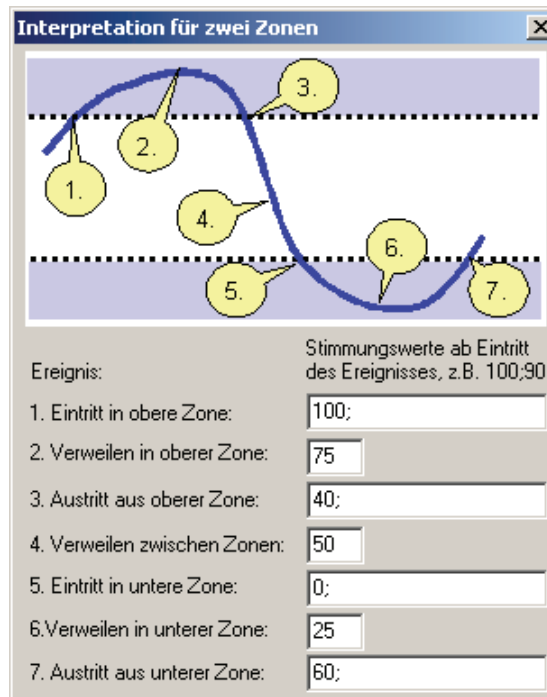 Interpretation für zwei Zonen
3.
2.
1.
4.
6.
5.
7.
Stimmungswerte ab Eintritt
Ereignis: des Ereignisses, z.B. 100;90
1. Eintritt in obere Zone: 100;
2. Verweilen in oberer Zone: 75
3. Austritt aus oberer Zone: 40;
4. Verweilen zwischen Zonen: 50
5. Eintritt in untere Zone: 0;
6.Verweilen in unterer Zone: 25
7. Austritt aus unterer Zone: 60;